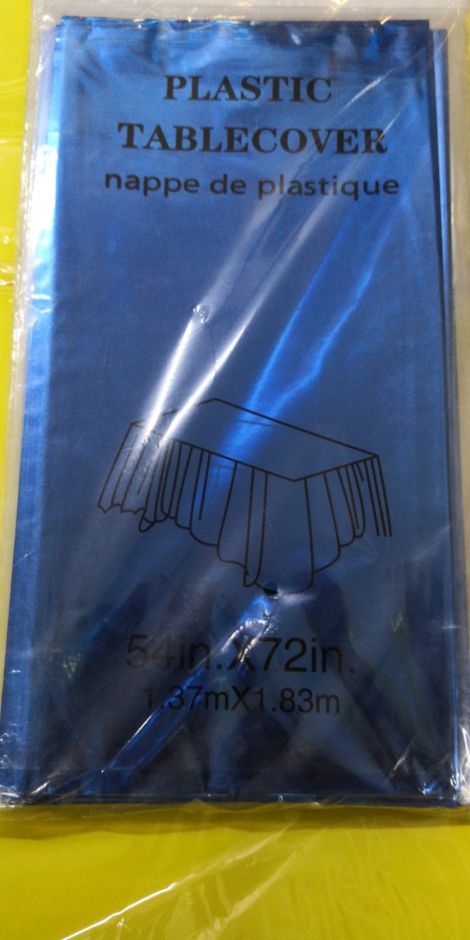 PLASTIC
TABLECOVER
nappe de plastique
54in.X72in.
1.37mX1.83m